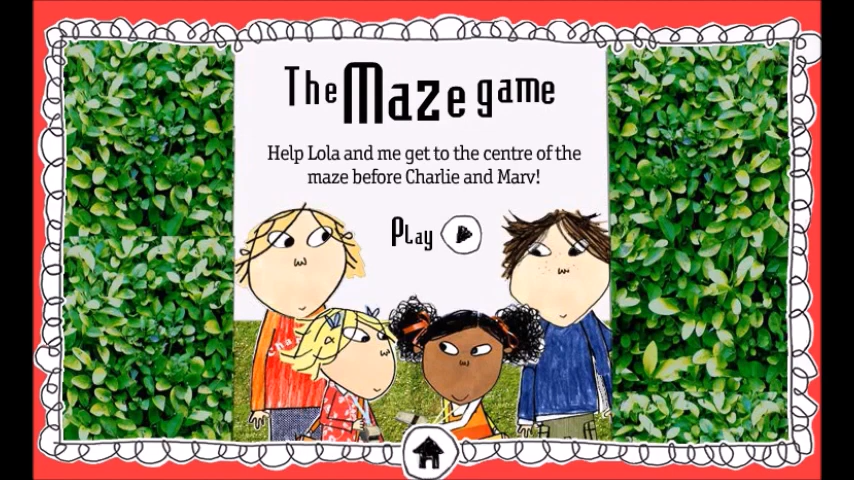 The Maze game
Help Lola and me get to the centre of the
maze before Charlie and Marv!
Play